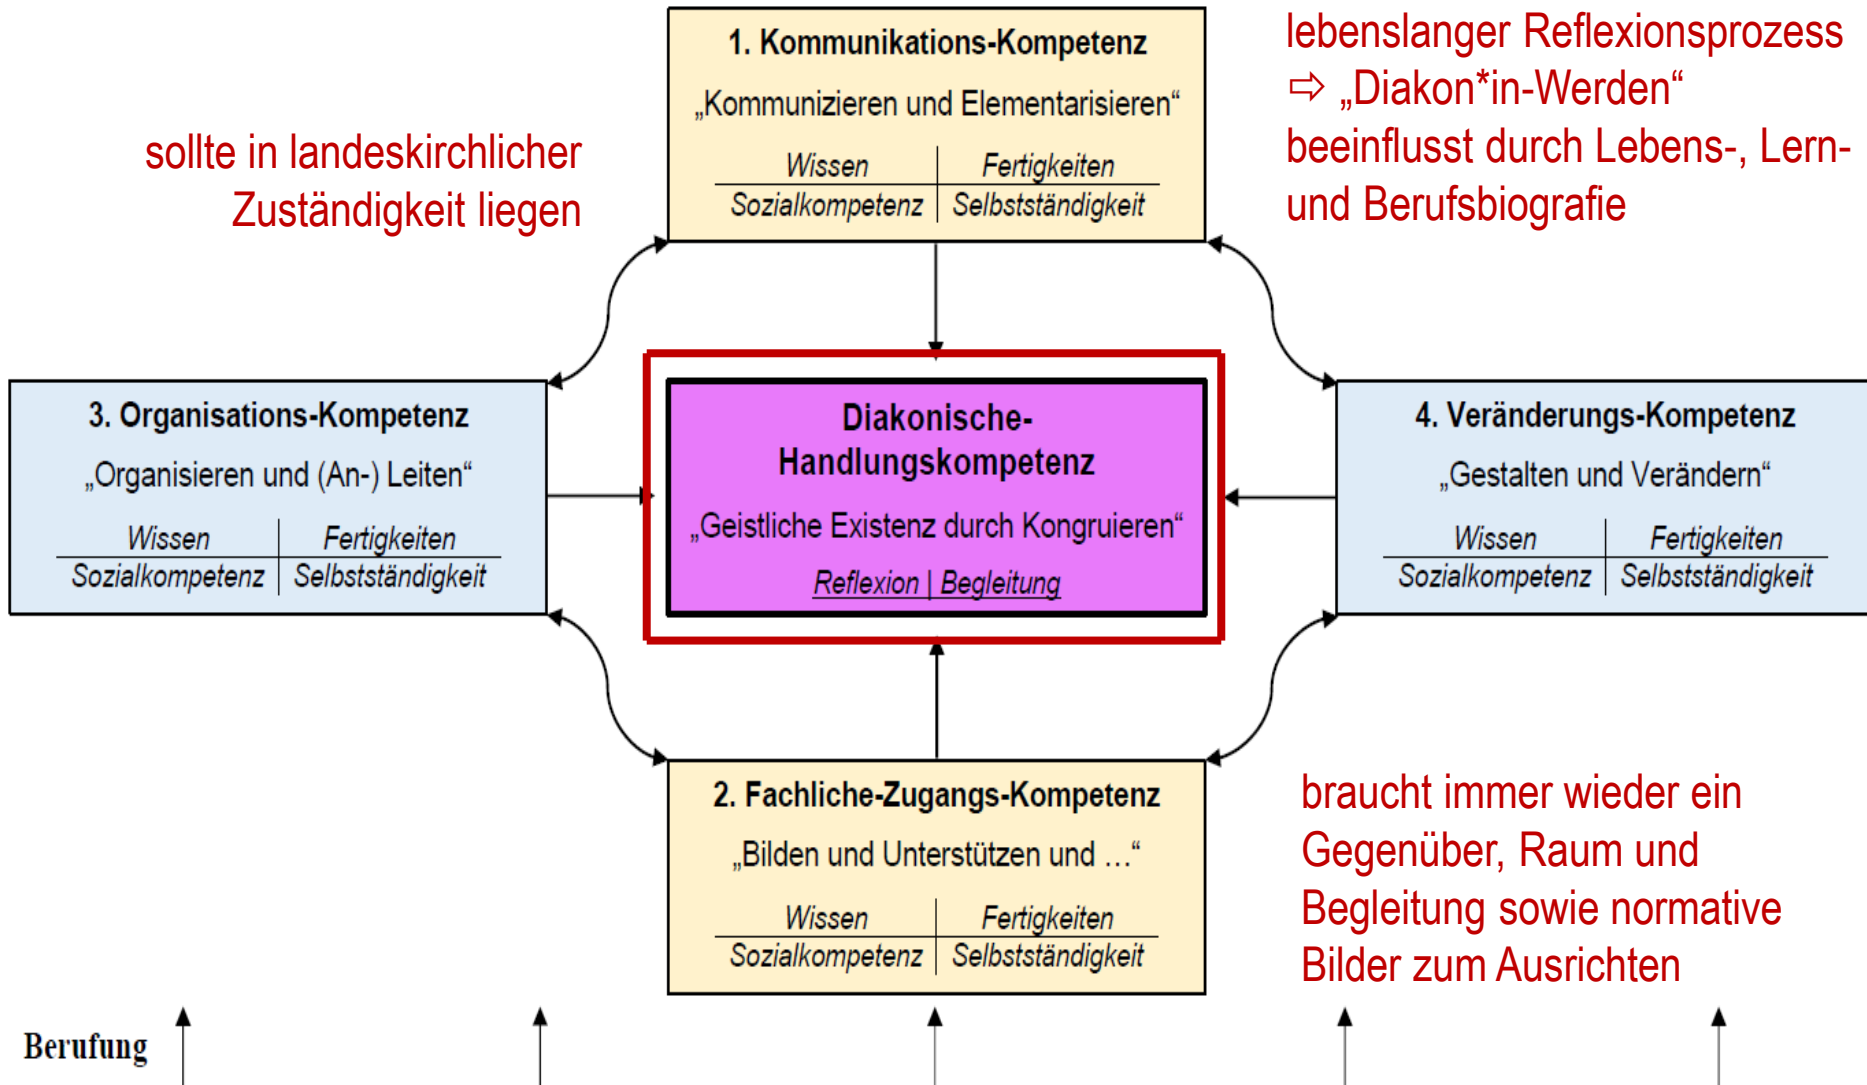 1. Kommunikations-Kompetenz
„Kommunizieren und Elementarisieren“
Wissen | Fertigkeiten
Sozialkompetenz | Selbstständigkeit
lebenslanger Reflexionsprozess
⇨ „Diakon*in-Werden“
beeinflusst durch Lebens-, Lern-
und Berufsbiografie
sollte in landeskirchlicher
Zuständigkeit liegen
3. Organisations-Kompetenz
„Organisieren und (An-) Leiten“
Wissen | Fertigkeiten
Sozialkompetenz | Selbstständigkeit
Diakonische-
Handlungskompetenz
„Geistliche Existenz durch Kongruieren“
Reflexion | Begleitung
4. Veränderungs-Kompetenz
„Gestalten und Verändern“
Wissen | Fertigkeiten
Sozialkompetenz | Selbstständigkeit
2. Fachliche-Zugangs-Kompetenz
„Bilden und Unterstützen und …“
Wissen | Fertigkeiten
Sozialkompetenz | Selbstständigkeit
braucht immer wieder ein
Gegenüber, Raum und
Begleitung sowie normative
Bilder zum Ausrichten
Berufung